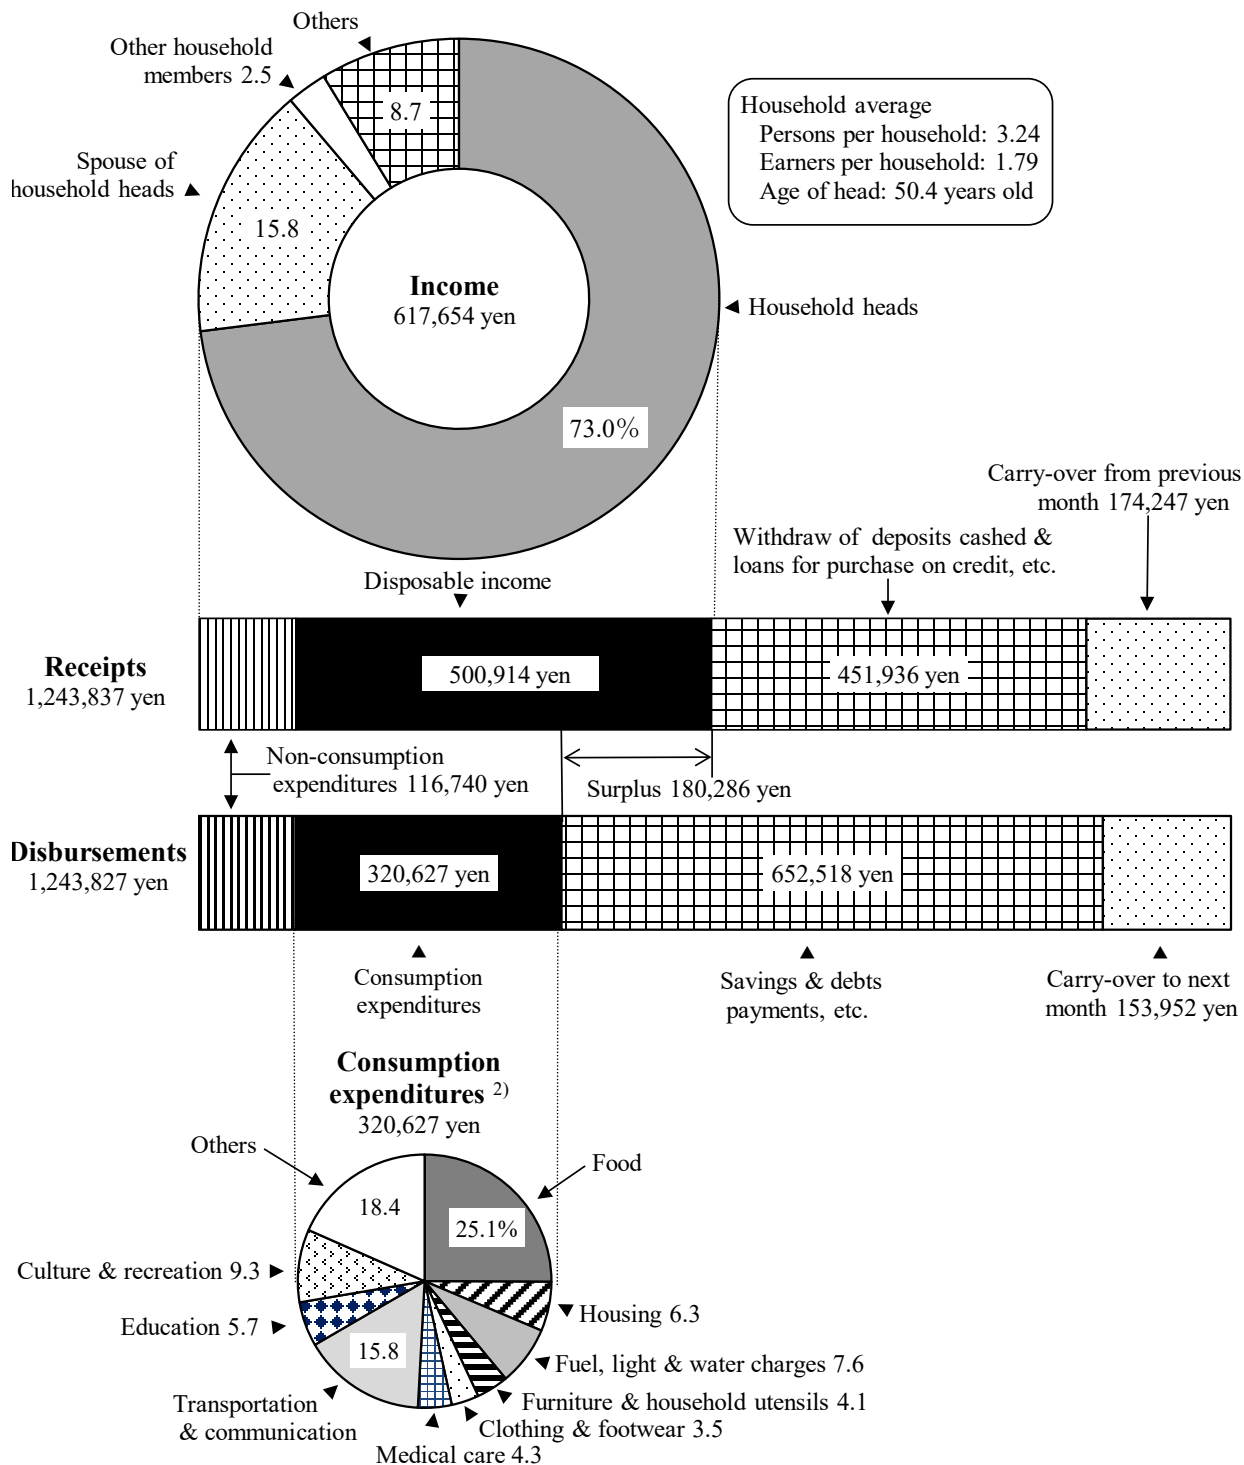 Others
Other household
members 2.5
8.7
Household average
Persons per household: 3.24
Earners per household: 1.79
Age of head: 50.4 years old
Spouse of
household heads
15.8
Income
617,654 yen
Household heads
73.0%
Carry-over from previous
month 174,247 yen
Withdraw of deposits cashed &
loans for purchase on credit, etc.
Disposable income
Receipts
1,243,837 yen
500,914 yen
451,936 yen
Non-consumption
expenditures 116,740 yen
Surplus 180,286 yen
Disbursements
1,243,827 yen
320,627 yen
652,518 yen
Consumption
expenditures
Savings & debts
payments, etc.
Carry-over to next
month 153,952 yen
Consumption
expenditures 2)
320,627 yen
Others
Food
18.4
25.1%
Culture & recreation 9.3
Housing 6.3
Education 5.7
15.8
Fuel, light & water charges 7.6
Transportation
& communication
Furniture & household utensils 4.1
Clothing & footwear 3.5
Medical care 4.3